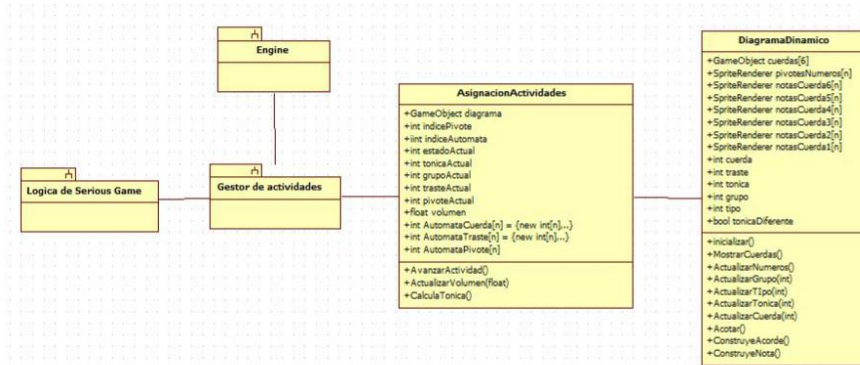 Engine
Logica de Serious Game
Gestor de actividades
AsignacionActividades
+GameObject diagrama
+int indicePivote
+iint indiceAutomata
+int estadoActual
+int tonicaActual
+int grupoActual
+int trasteActual
+int pivoteActual
+float volumen
+int AutomataCuerda[n] = {new int[n]...}
+int AutomataTraste[n] = {new int[n]...}
+int AutomataPivote[n]
+AvanzarActividad()
+ActualizarVolumen(float)
+CalculaTonica()
DiagramaDinamico
+GameObject cuerdas[6]
+SpriteRenderer pivotesNumeros[n]
+SpriteRenderer notasCuerda6[n]
+SpriteRenderer notasCuerda5[n]
+SpriteRenderer notasCuerda4[n]
+SpriteRenderer notasCuerda3[n]
+SpriteRenderer notasCuerda2[n]
+SpriteRenderer notasCuerda1[n]
+int cuerda
+int traste
+int tonica
+int grupo
+int tipo
+bool tonicaDiferente
+inicializar()
+MostrarCuerdas()
+ActualizarNumeros()
+ActualizarGrupo(int)
+ActualizarTIpo(int)
+ActualizarTonica(int)
+ActualizarCuerda(int)
+Acotar()
+ConstruyeAcorde()
+ConstruyeNota()